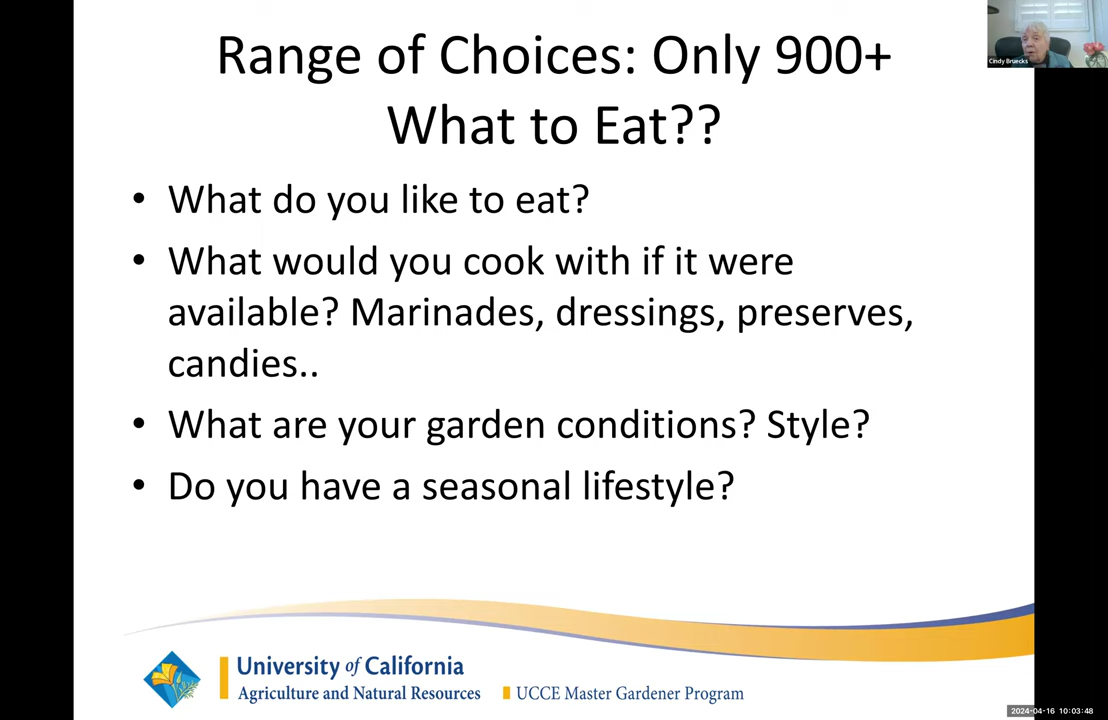 Range of Choices: Only 900+
What to Eat??
Cindy Bruecks
• What do you like to eat?
• What would you cook with if it were
available? Marinades, dressings, preserves,
candies..
• What are your garden conditions? Style?
• Do you have a seasonal lifestyle?
University of California
Agriculture and Natural Resources
UCCE Master Gardener Program
2024-04-16 10:03:48